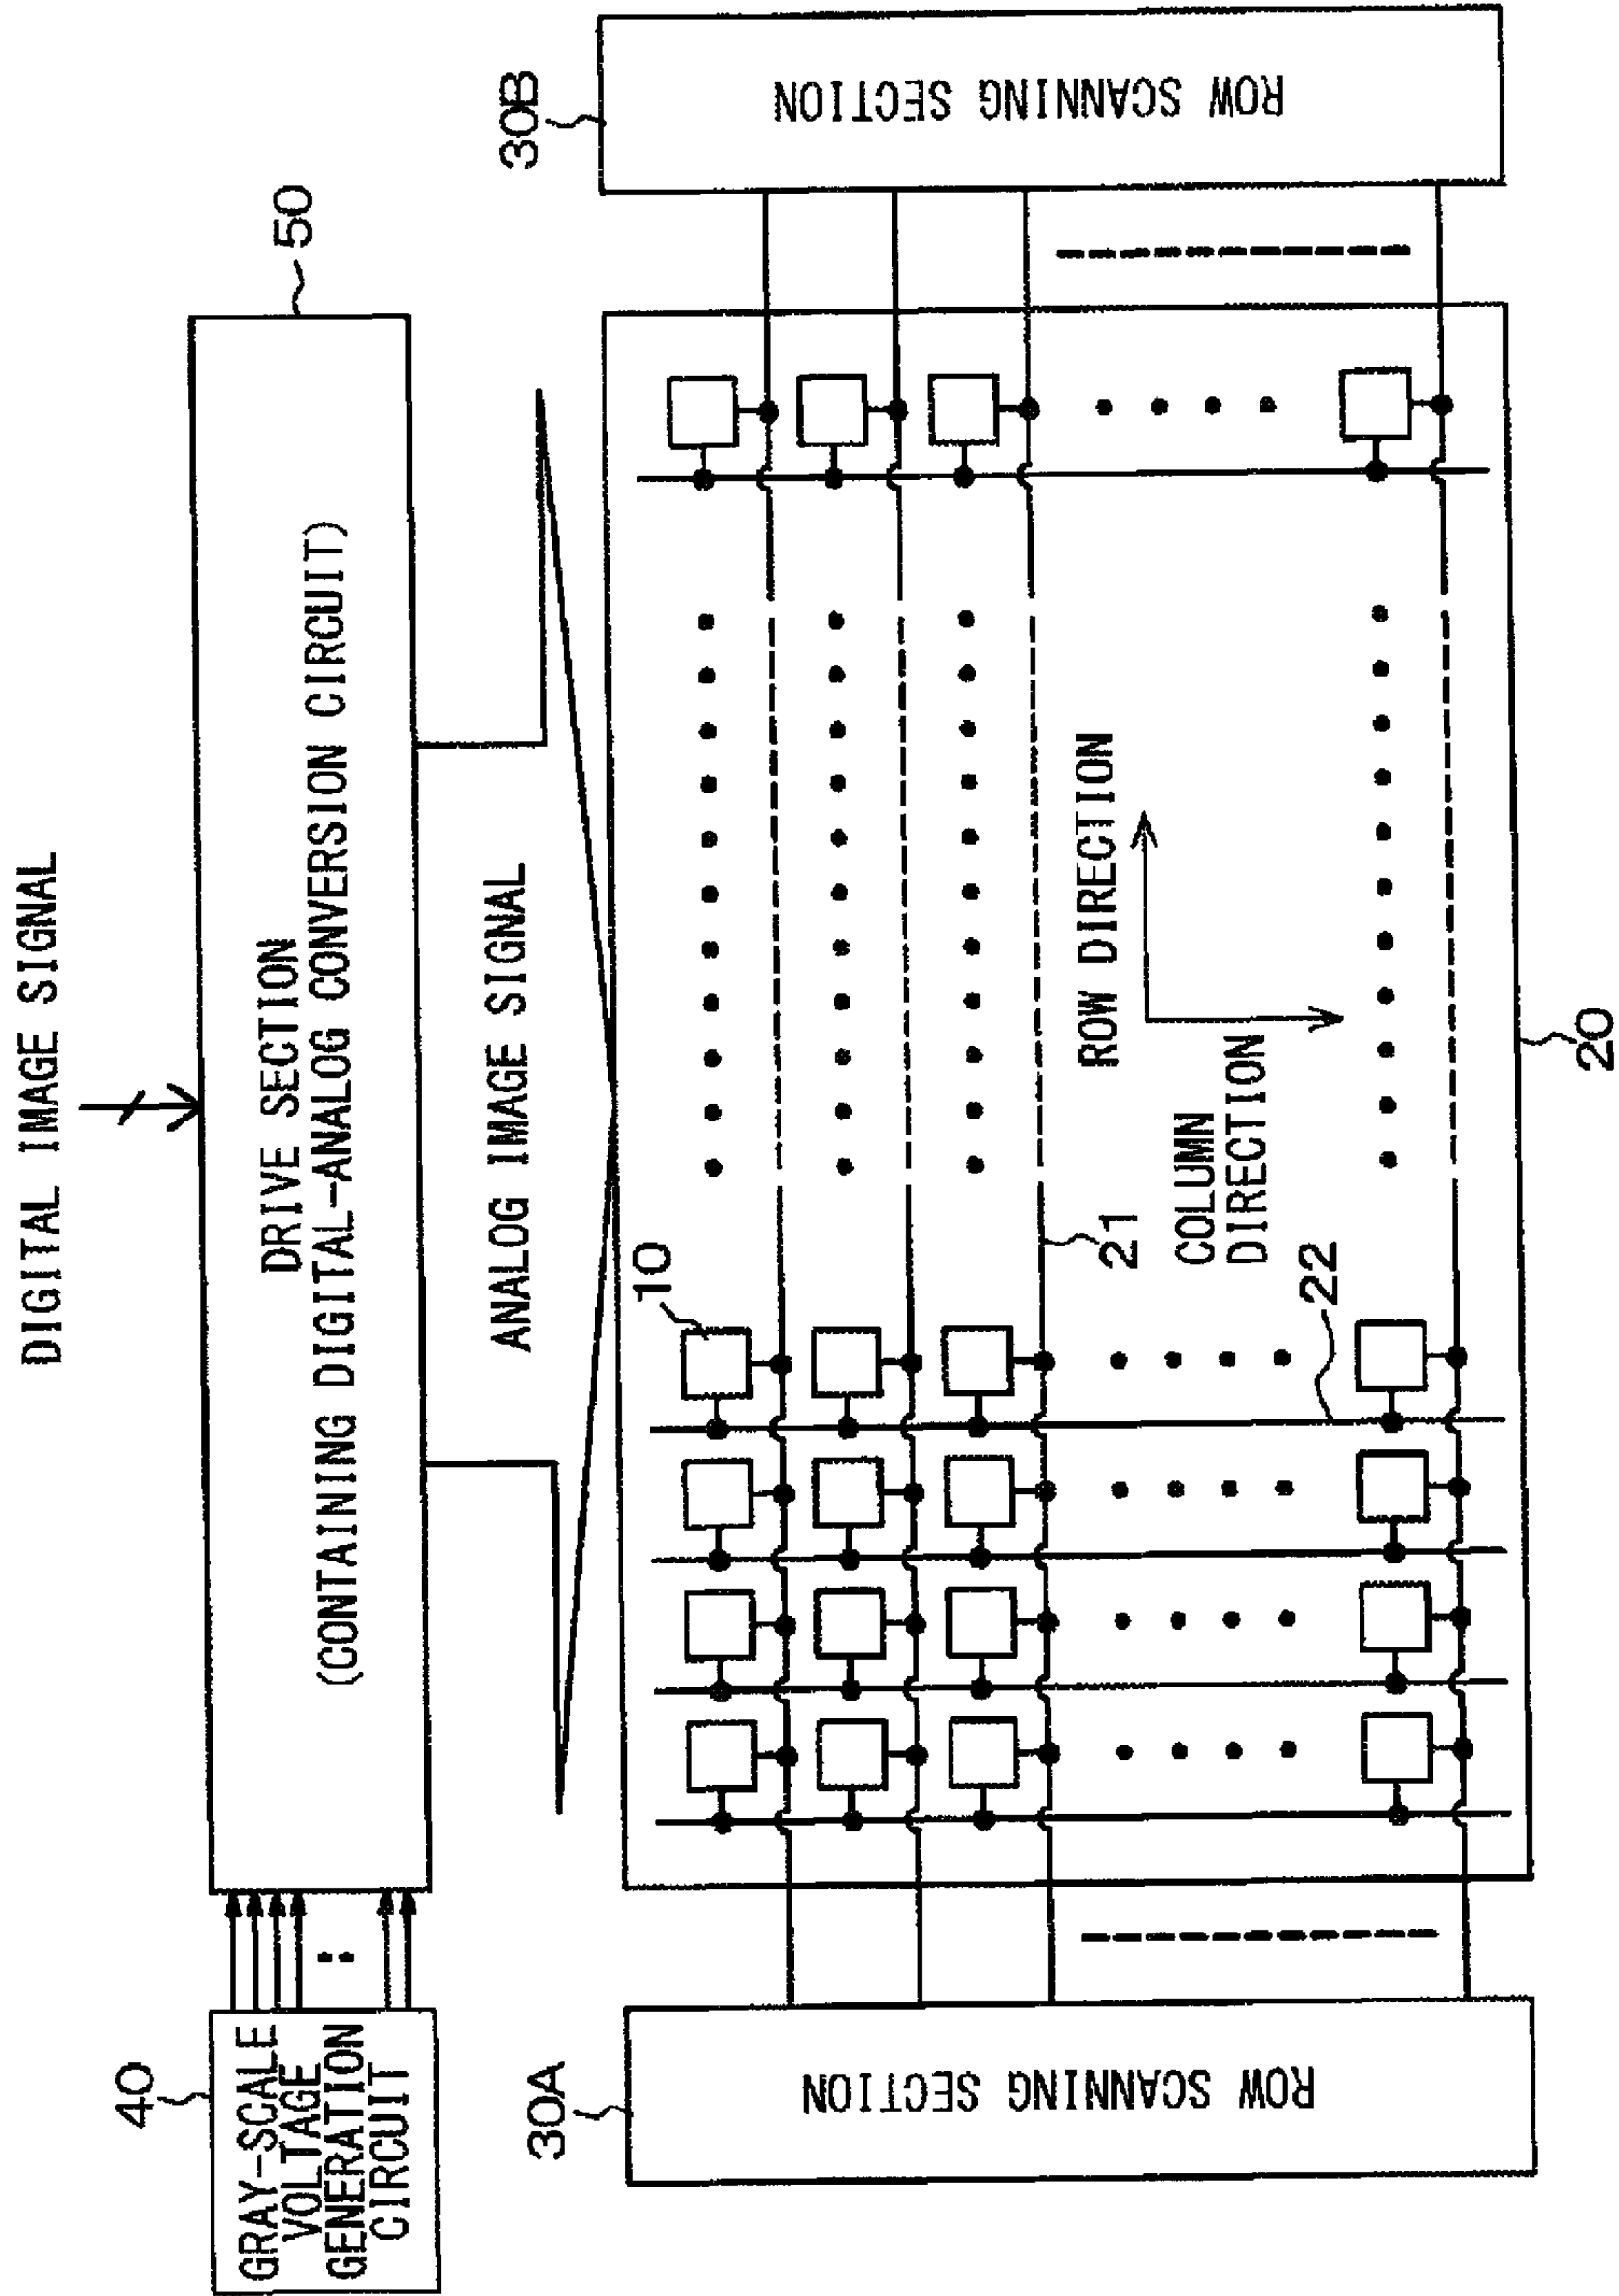 DIGITAL IMAGE SIGNAL
50
DRIVE SECTION
(CONTAINING DIGITAL-ANALOG CONVERSION CIRCUIT)
40
GRAY-SCALE
VOLTAGE
GENERATION
CIRCUIT
ANALOG IMAGE SIGNAL
30A
ROW SCANNING SECTION
30B
ROW SCANNING SECTION
10
21
22
ROW DIRECTION
COLUMN
DIRECTION
20